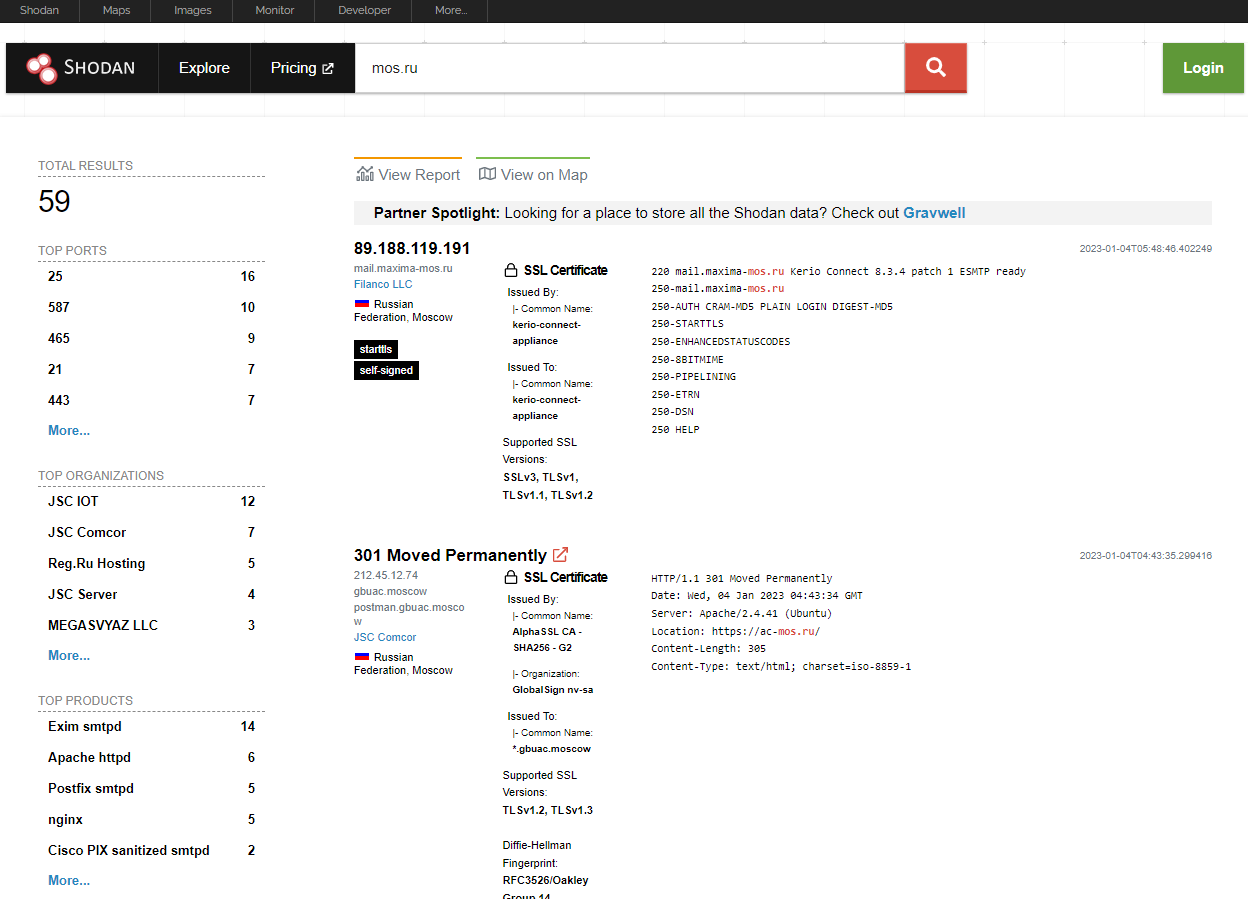 Shodan Maps Images Monitor Developer More...
SHODAN Explore Pricing mos.ru Login
TOTAL RESULTS
59
TOP PORTS
25 16
587 10
465 9
21 7
443 7
More...
TOP ORGANIZATIONS
JSC IOT 12
JSC Comcor 7
Reg.Ru Hosting 5
JSC Server 4
MEGASVYAZ LLC 3
More...
TOP PRODUCTS
Exim smtpd 14
Apache httpd 6
Postfix smtpd 5
nginx 5
Cisco PIX sanitized smtpd 2
More...
View Report View on Map
Partner Spotlight: Looking for a place to store all the Shodan data? Check out Gravwell
89.188.119.191
2023-01-04T05:48:46.402249
mail.maxima-mos.ru
Filanco LLC
Russian
Federation, Moscow
starttls
self-signed
SSL Certificate
Issued By:
|- Common Name:
kerio-connect-
appliance
Issued To:
|- Common Name:
kerio-connect-
appliance
Supported SSL
Versions:
SSLv3, TLSv1,
TLSv1.1, TLSv1.2
220 mail.maxima-mos.ru Kerio Connect 8.3.4 patch 1 ESMTP ready
250-mail.maxima-mos.ru
250-AUTH CRAM-MD5 PLAIN LOGIN DIGEST-MD5
250-STARTTLS
250-ENHANCEDSTATUSCODES
250-8BITMIME
250-PIPELINING
250-ETRN
250-DSN
250 HELP
301 Moved Permanently
2023-01-04T04:43:35.299416
212.45.12.74
gbuac.moscow
postman.gbuac.mosco
w
JSC Comcor
Russian
Federation, Moscow
SSL Certificate
Issued By:
|- Common Name:
AlphaSSL CA -
SHA256 - G2
|- Organization:
GlobalSign nv-sa
Issued To:
|- Common Name:
*.gbuac.moscow
Supported SSL
Versions:
TLSv1.2, TLSv1.3
Diffie-Hellman
Fingerprint:
RFC3526/Oakley
Group 14
HTTP/1.1 301 Moved Permanently
Date: Wed, 04 Jan 2023 04:43:34 GMT
Server: Apache/2.4.41 (Ubuntu)
Location: https://ac-mos.ru/
Content-Length: 305
Content-Type: text/html; charset=iso-8859-1